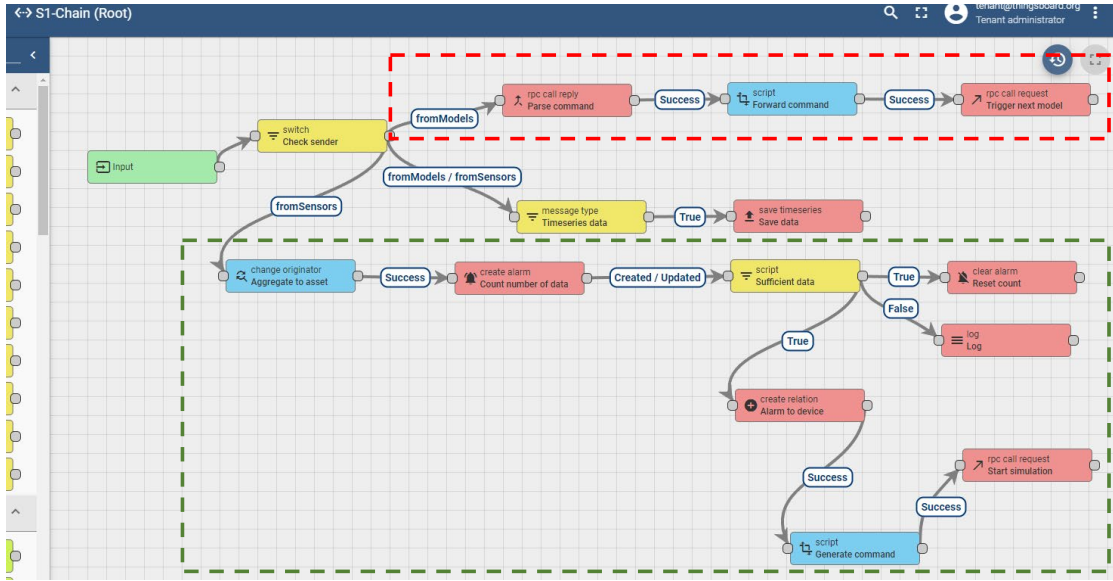 S1-Chain (Root)
tenant@thingsboard.org
Tenant administrator
rpc call reply
Parse command
Success
script
Forward command
Success
rpc call request
Trigger next model
fromModels
switch
Check sender
Input
fromModels / fromSensors
fromSensors
message type
Timeseries data
True
save timeseries
Save data
change originator
Aggregate to asset
Success
create alarm
Count number of data
Created / Updated
script
Sufficient data
True
clear alarm
Reset count
False
log
Log
True
create relation
Alarm to device
rpc call request
Start simulation
Success
Success
script
Generate command